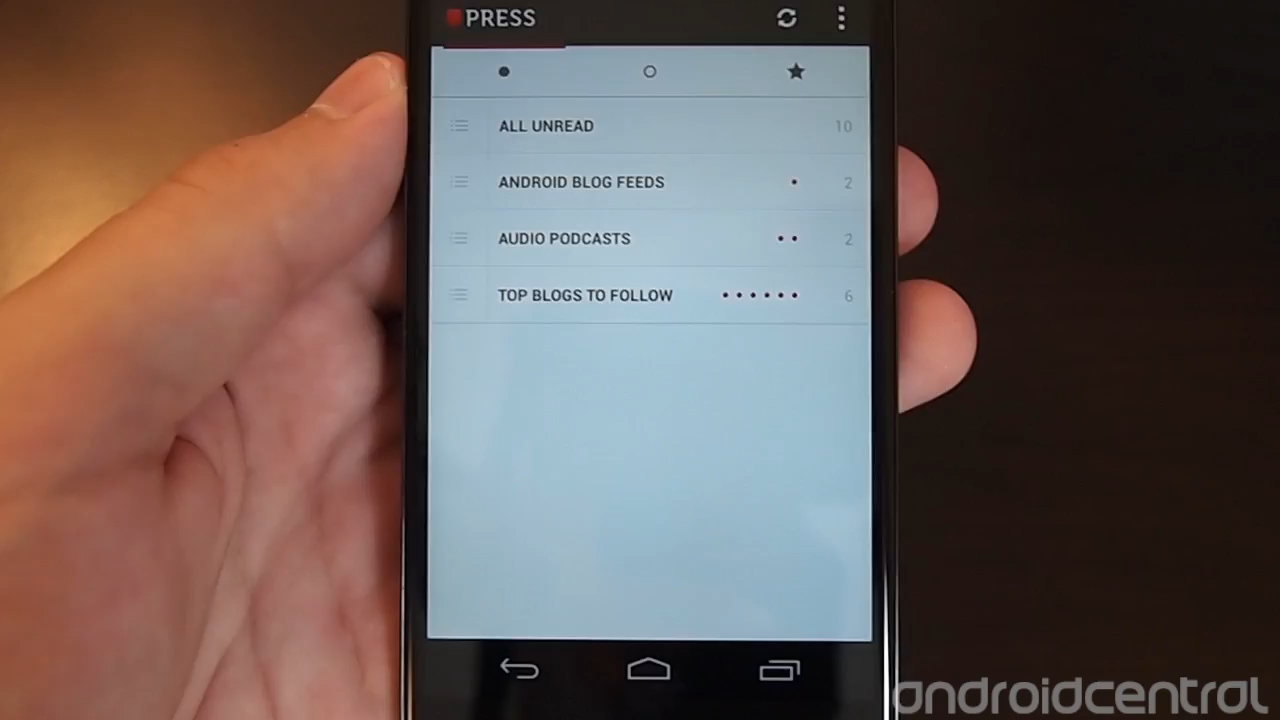 PRESS
ALL UNREAD 10
ANDROID BLOG FEEDS 2
AUDIO PODCASTS 2
TOP BLOGS TO FOLLOW 6
androidcentral